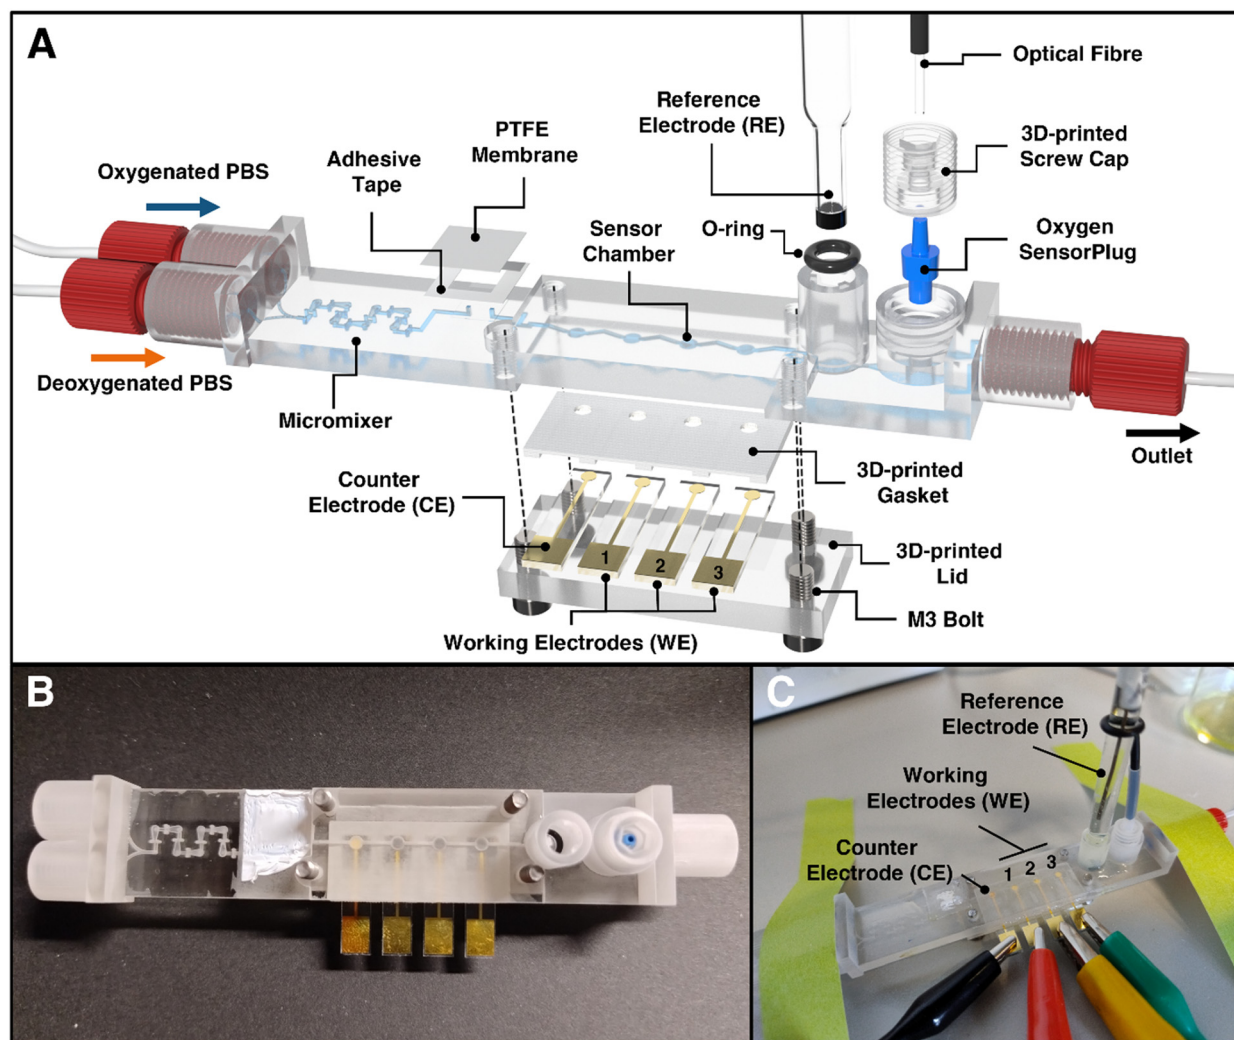 A
Optical Fibre
Reference
Electrode (RE)
3D-printed
Screw Cap
PTFE
Membrane
Adhesive
Tape
Oxygenated PBS
Sensor
Chamber
O-ring
Oxygen
SensorPlug
Deoxygenated PBS
Micromixer
Outlet
Counter
Electrode (CE)
3D-printed
Gasket
1
2
3
3D-printed
Lid
M3 Bolt
Working Electrodes (WE)
B
C
Reference
Electrode (RE)
Working
Electrodes (WE)
Counter
Electrode (CE)
1
2
3